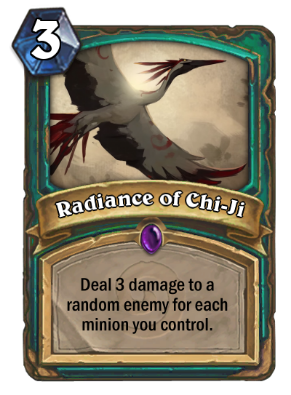 3
Radiance of Chi-Ji
Deal 3 damage to a
random enemy for each
minion you control.